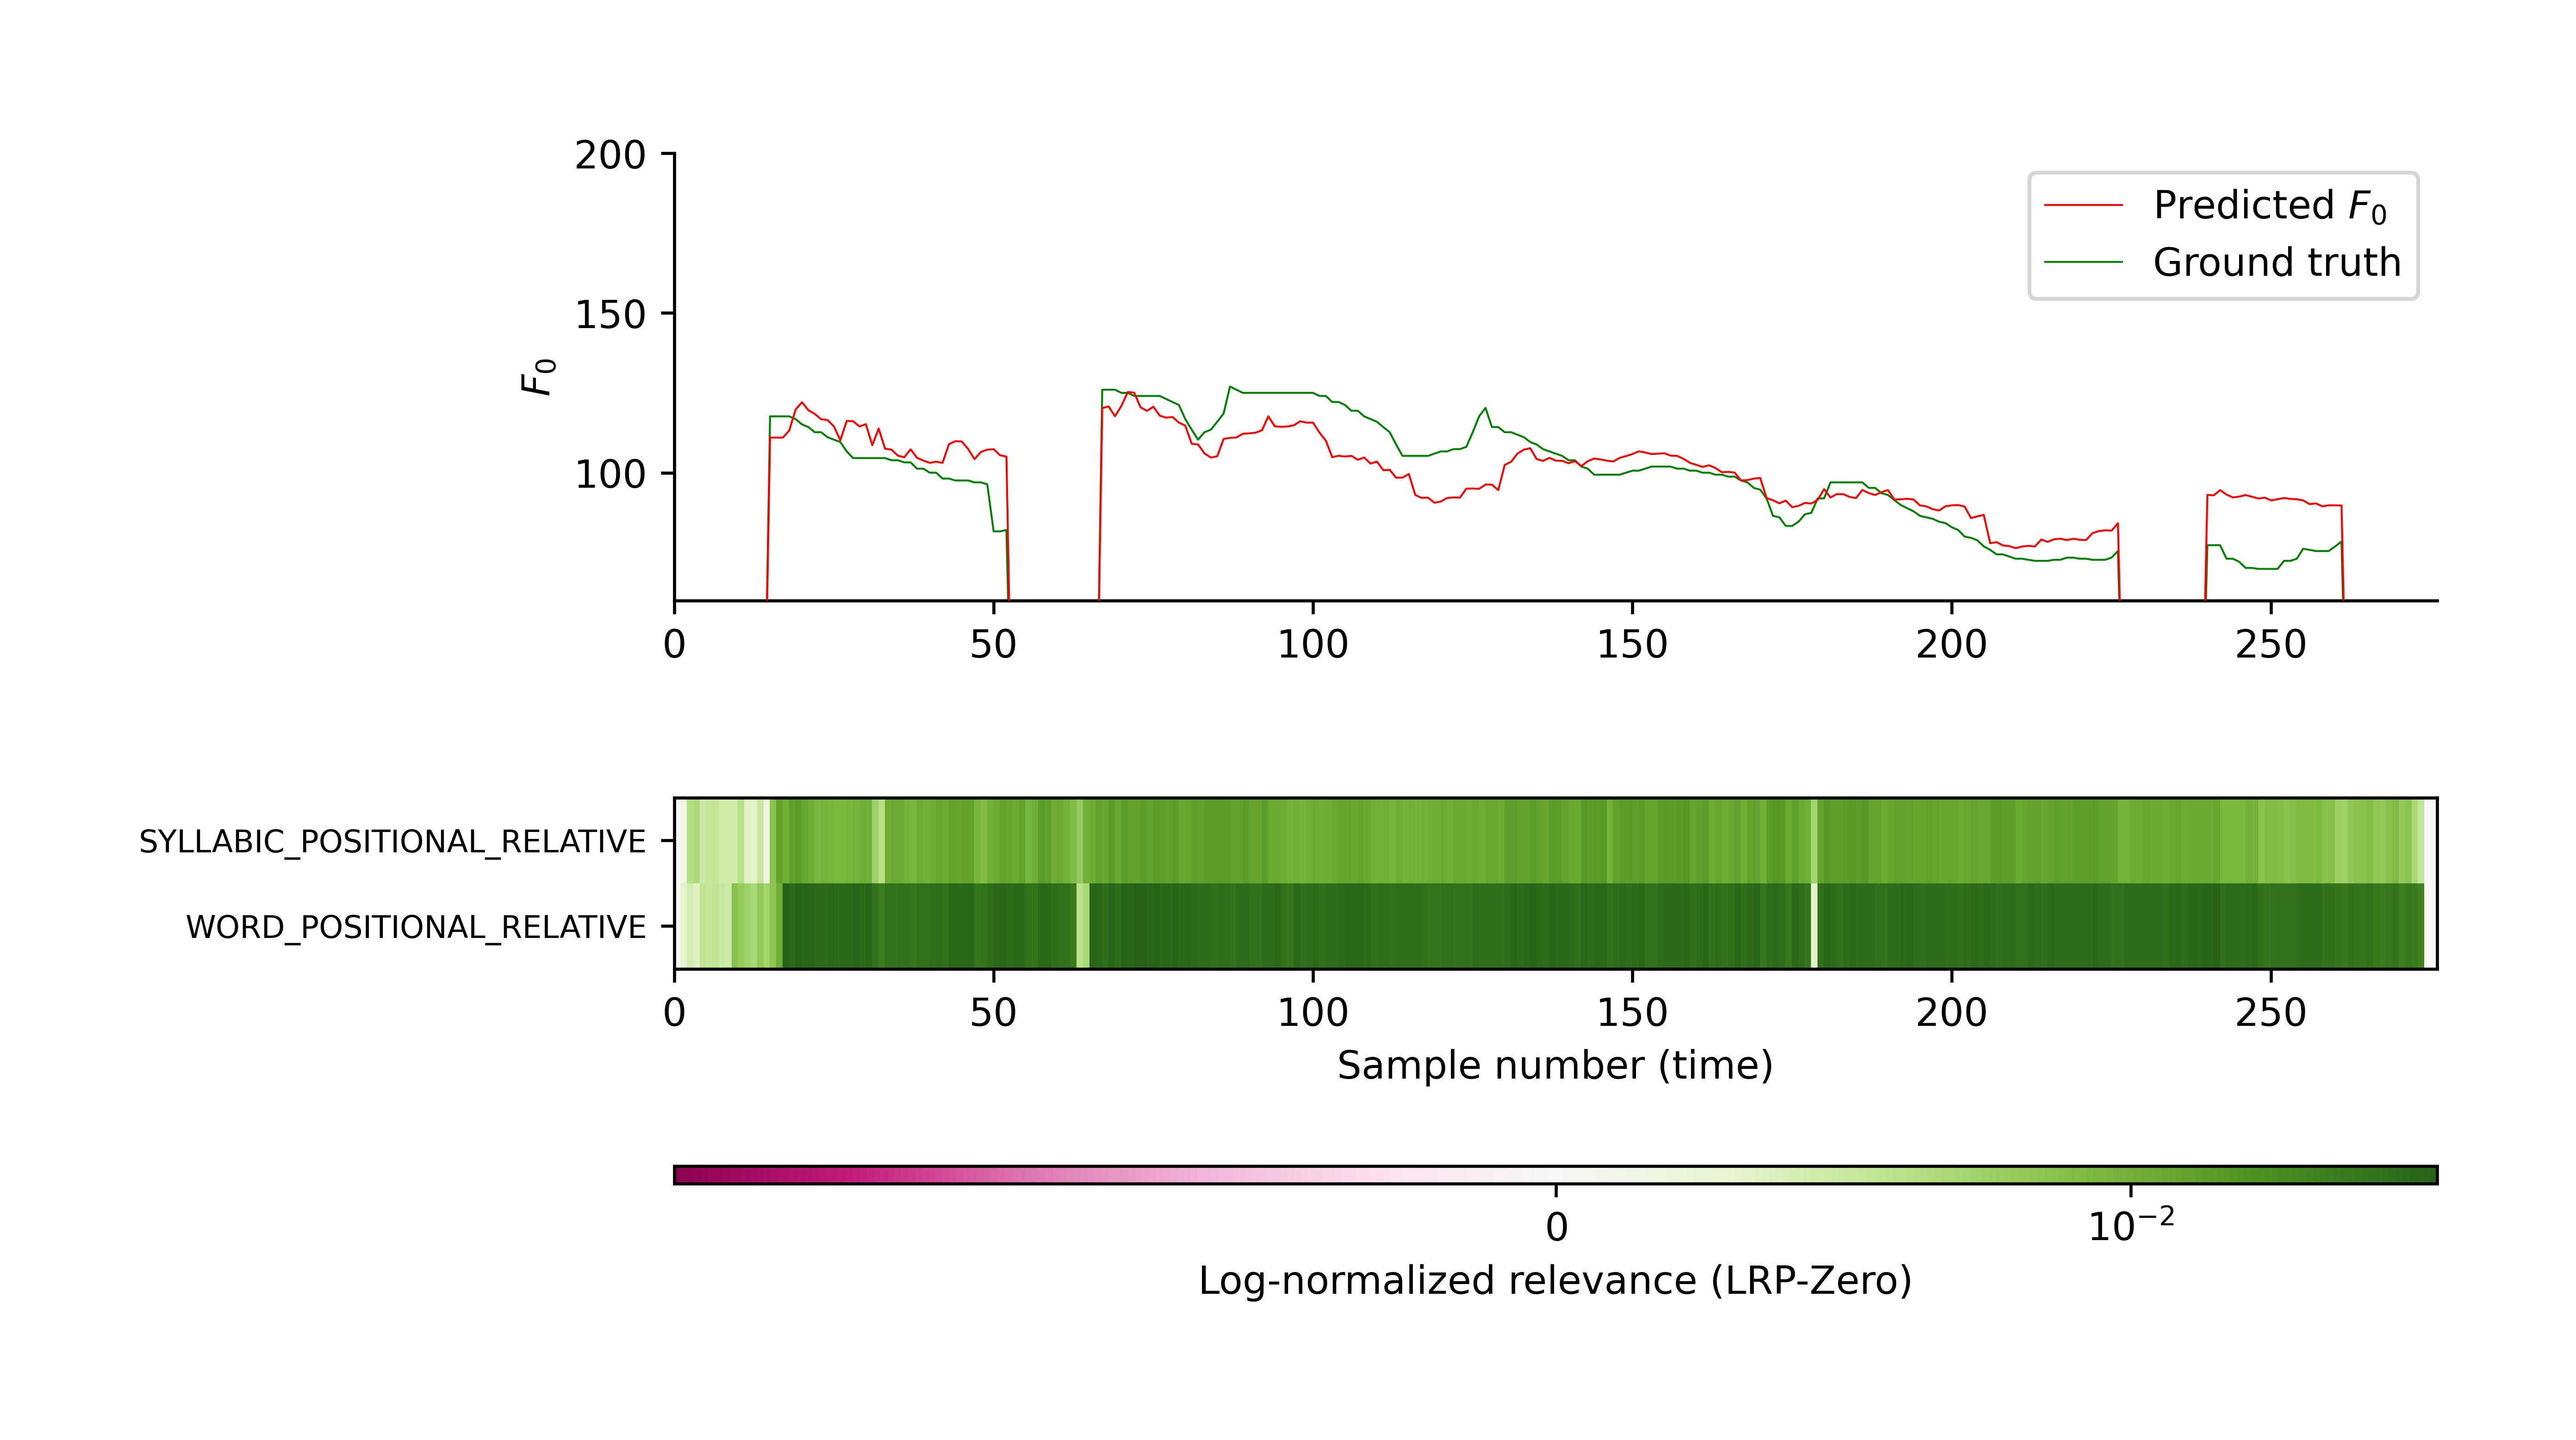 200
150
100
F₀
Predicted F₀
Ground truth
0 50 100 150 200 250
SYLLABIC_POSITIONAL_RELATIVE
WORD_POSITIONAL_RELATIVE
0 50 100 150 200 250
Sample number (time)
0 10⁻²
Log-normalized relevance (LRP-Zero)